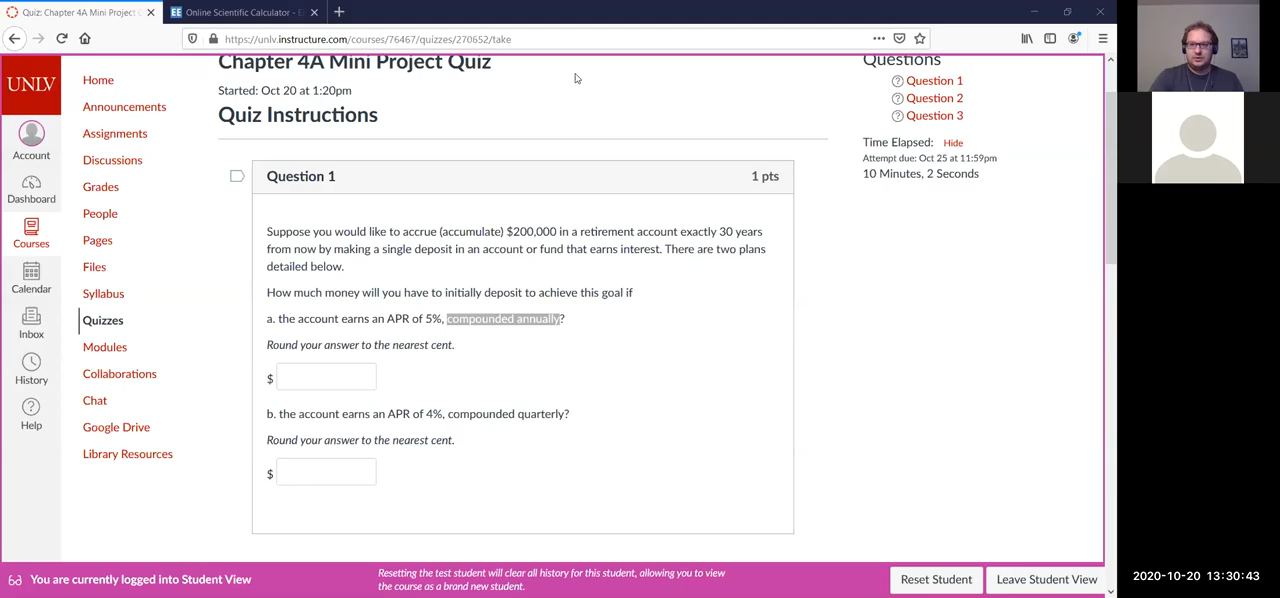 Quiz: Chapter 4A Mini Project
EE Online Scientific Calculator - E
https://unlv.instructure.com/courses/76467/quizzes/270652/take
UNLV
Account
Dashboard
Courses
Calendar
Inbox
History
Help
Home
Announcements
Assignments
Discussions
Grades
People
Pages
Files
Syllabus
Quizzes
Modules
Collaborations
Chat
Google Drive
Library Resources
Chapter 4A Mini Project Quiz
Started: Oct 20 at 1:20pm
Quiz Instructions
Question 1
1 pts
Suppose you would like to accrue (accumulate) $200,000 in a retirement account exactly 30 years
from now by making a single deposit in an account or fund that earns interest. There are two plans
detailed below.
How much money will you have to initially deposit to achieve this goal if
a. the account earns an APR of 5%, compounded annually?
Round your answer to the nearest cent.
$
b. the account earns an APR of 4%, compounded quarterly?
Round your answer to the nearest cent.
$
Questions
Question 1
Question 2
Question 3
Time Elapsed: Hide
Attempt due: Oct 25 at 11:59pm
10 Minutes, 2 Seconds
You are currently logged into Student View
Resetting the test student will clear all history for this student, allowing you to view
the course as a brand new student.
Reset Student
Leave Student View
2020-10-20 13:30:43